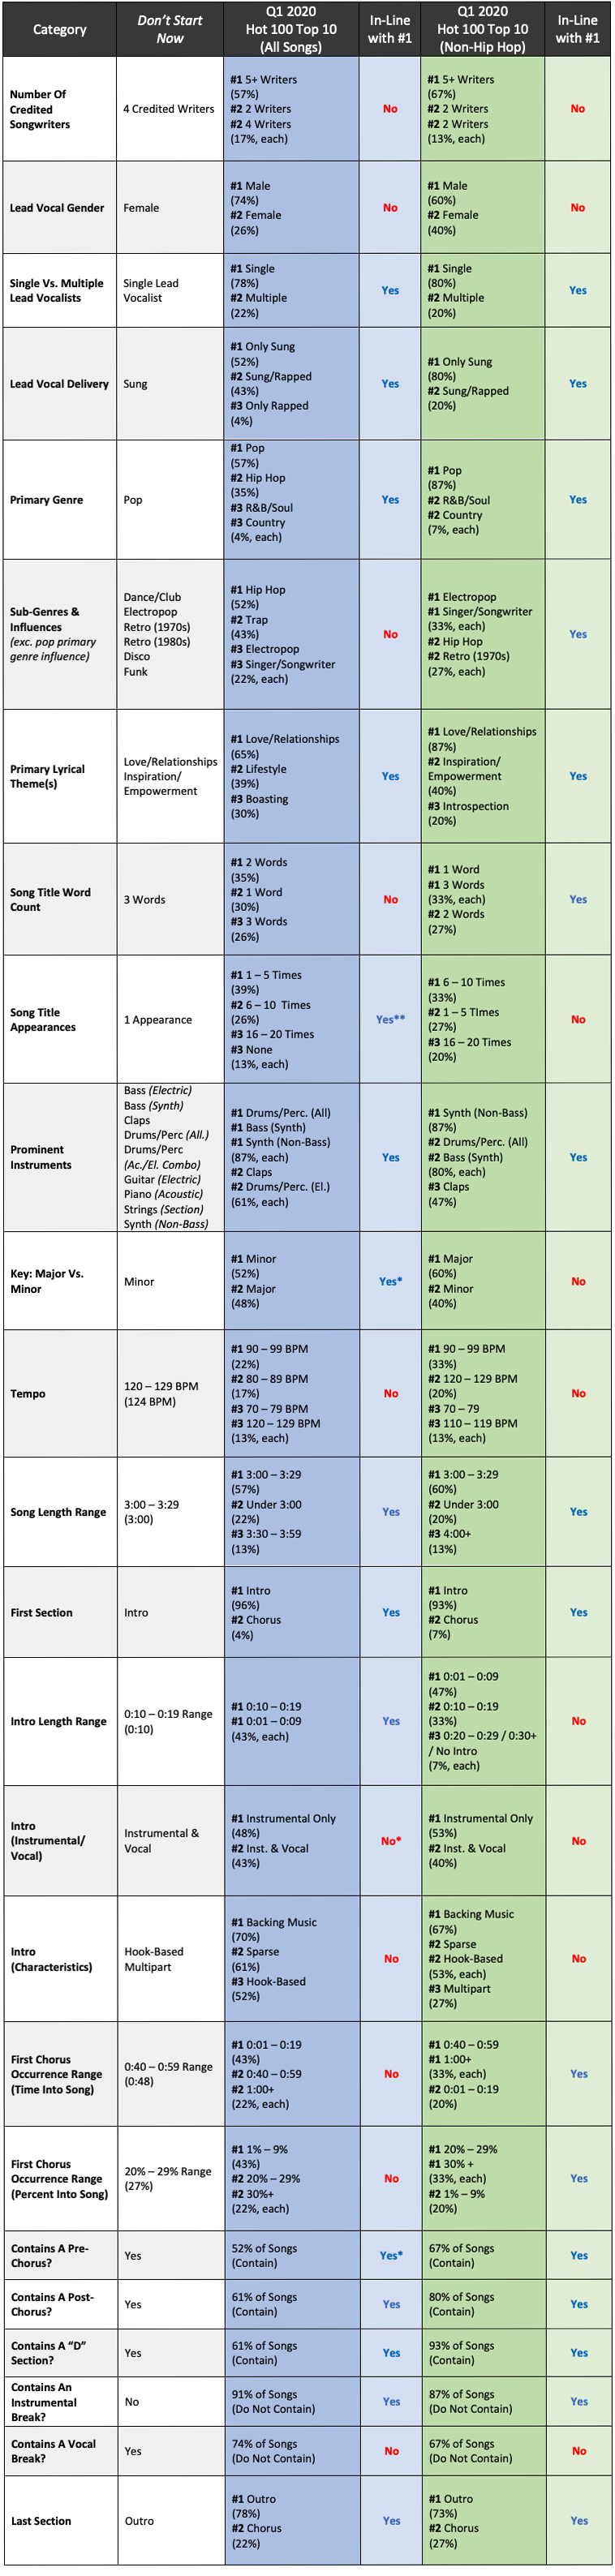 Category
Don't Start
Now
Q1 2020
Hot 100 Top 10
(All Songs)
In-Line
with #1
Q1 2020
Hot 100 Top 10
(Non-Hip Hop)
In-Line
with #1
Number Of
Credited
Songwriters
4 Credited Writers
#1 5+ Writers
(57%)
#2 2 Writers
#2 4 Writers
(17%, each)
No
#1 5+ Writers
(67%)
#2 2 Writers
#2 2 Writers
(13%, each)
No
Lead Vocal Gender
Female
#1 Male
(74%)
#2 Female
(26%)
No
#1 Male
(60%)
#2 Female
(40%)
No
Single Vs. Multiple
Lead Vocalists
Single Lead
Vocalist
#1 Single
(78%)
#2 Multiple
(22%)
Yes
#1 Single
(80%)
#2 Multiple
(20%)
Yes
Lead Vocal Delivery
Sung
#1 Only Sung
(52%)
#2 Sung/Rapped
(43%)
#3 Only Rapped
(4%)
Yes
#1 Only Sung
(80%)
#2 Sung/Rapped
(20%)
Yes
Primary Genre
Pop
#1 Pop
(57%)
#2 Hip Hop
(35%)
#3 R&B/Soul
#3 Country
(4%, each)
Yes
#1 Pop
(87%)
#2 R&B/Soul
#2 Country
(7%, each)
Yes
Sub-Genres &
Influences
(exc. pop primary
genre influence)
Dance/Club
Electropop
Retro (1970s)
Retro (1980s)
Disco
Funk
#1 Hip Hop
(52%)
#2 Trap
(43%)
#3 Electropop
#3 Singer/Songwriter
(22%, each)
No
#1 Electropop
#1 Singer/Songwriter
(33%, each)
#2 Hip Hop
#2 Retro (1970s)
(27%, each)
Yes
Primary Lyrical
Theme(s)
Love/Relationships
Inspiration/
Empowerment
#1 Love/Relationships
(65%)
#2 Lifestyle
(39%)
#3 Boasting
(30%)
Yes
#1 Love/Relationships
(87%)
#2 Inspiration/
Empowerment
(40%)
#3 Introspection
(20%)
Yes
Song Title Word
Count
3 Words
#1 2 Words
(35%)
#2 1 Word
(30%)
#3 3 Words
(26%)
No
#1 1 Word
#1 3 Words
(33%, each)
#2 2 Words
(27%)
Yes
Song Title
Appearances
1 Appearance
#1 1 – 5 Times
(39%)
#2 6 – 10 Times
(26%)
#3 16 – 20 Times
#3 None
(13%, each)
Yes**
#1 6 – 10 Times
(33%)
#2 1 – 5 TImes
(27%)
#3 16 – 20 Times
(20%)
No
Prominent
Instruments
Bass (Electric)
Bass (Synth)
Claps
Drums/Perc (All.)
Drums/Perc
(Ac./El. Combo)
Guitar (Electric)
Piano (Acoustic)
Strings (Section)
Synth (Non-Bass)
#1 Drums/Perc. (All)
#1 Bass (Synth)
#1 Synth (Non-Bass)
(87%, each)
#2 Claps
#2 Drums/Perc. (El.)
(61%, each)
Yes
#1 Synth (Non-Bass)
(87%)
#2 Drums/Perc. (All)
#2 Bass (Synth)
(80%, each)
#3 Claps
(47%)
Yes
Key: Major Vs.
Minor
Minor
#1 Minor
(52%)
#2 Major
(48%)
Yes*
#1 Major
(60%)
#2 Minor
(40%)
No
Tempo
120 – 129 BPM
(124 BPM)
#1 90 – 99 BPM
(22%)
#2 80 – 89 BPM
(17%)
#3 70 – 79 BPM
#3 120 – 129 BPM
(13%, each)
No
#1 90 – 99 BPM
(33%)
#2 120 – 129 BPM
(20%)
#3 70 – 79
#3 110 – 119 BPM
(13%, each)
No
Song Length Range
3:00 – 3:29
(3:00)
#1 3:00 – 3:29
(57%)
#2 Under 3:00
(22%)
#3 3:30 – 3:59
(13%)
Yes
#1 3:00 – 3:29
(60%)
#2 Under 3:00
(20%)
#3 4:00+
(13%)
Yes
First Section
Intro
#1 Intro
(96%)
#2 Chorus
(4%)
Yes
#1 Intro
(93%)
#2 Chorus
(7%)
Yes
Intro Length Range
0:10 – 0:19 Range
(0:10)
#1 0:10 – 0:19
#1 0:01 – 0:09
(43%, each)
Yes
#1 0:01 – 0:09
(47%)
#2 0:10 – 0:19
(33%)
#3 0:20 – 0:29 / 0:30+
/ No Intro
(7%, each)
No
Intro
(Instrumental/
Vocal)
Instrumental &
Vocal
#1 Instrumental Only
(48%)
#2 Inst. & Vocal
(43%)
No*
#1 Instrumental Only
(53%)
#2 Inst. & Vocal
(40%)
No
Intro
(Characteristics)
Hook-Based
Multipart
#1 Backing Music
(70%)
#2 Sparse
(61%)
#3 Hook-Based
(52%)
No
#1 Backing Music
(67%)
#2 Sparse
#2 Hook-Based
(53%, each)
#3 Multipart
(27%)
No
First Chorus
Occurrence Range
(Time Into Song)
0:40 – 0:59 Range
(0:48)
#1 0:01 – 0:19
(43%)
#2 0:40 – 0:59
#2 1:00+
(22%, each)
No
#1 0:40 – 0:59
#1 1:00+
(33%, each)
#2 0:01 – 0:19
(20%)
Yes
First Chorus
Occurrence Range
(Percent Into Song)
20% – 29% Range
(27%)
#1 1% – 9%
(43%)
#2 20% – 29%
#2 30%+
(22%, each)
No
#1 20% – 29%
#1 30% +
(33%, each)
#2 1% – 9%
(20%)
Yes
Contains A Pre-
Chorus?
Yes
52% of Songs
(Contain)
Yes*
67% of Songs
(Contain)
Yes
Contains A Post-
Chorus?
Yes
61% of Songs
(Contain)
Yes
80% of Songs
(Contain)
Yes
Contains A “D”
Section?
Yes
61% of Songs
(Contain)
Yes
93% of Songs
(Contain)
Yes
Contains An
Instrumental
Break?
No
91% of Songs
(Do Not Contain)
Yes
87% of Songs
(Do Not Contain)
Yes
Contains A Vocal
Break?
Yes
74% of Songs
(Do Not Contain)
No
67% of Songs
(Do Not Contain)
No
Last Section
Outro
#1 Outro
(78%)
#2 Chorus
(22%)
Yes
#1 Outro
(73%)
#2 Chorus
(27%)
Yes